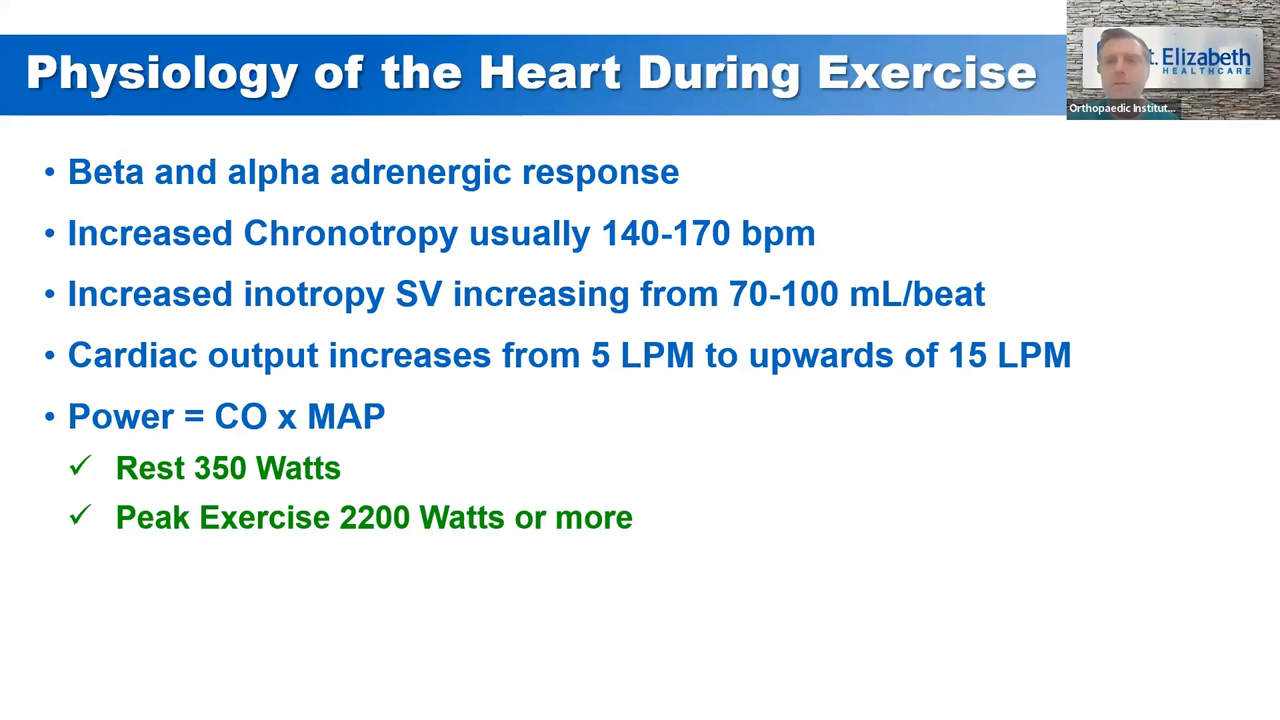 Physiology of the Heart During Exercise
t. Elizabeth
HEALTHCARE
Orthopaedic Institut...
• Beta and alpha adrenergic response
• Increased Chronotropy usually 140-170 bpm
• Increased inotropy SV increasing from 70-100 mL/beat
• Cardiac output increases from 5 LPM to upwards of 15 LPM
• Power = CO x MAP
✓ Rest 350 Watts
✓ Peak Exercise 2200 Watts or more